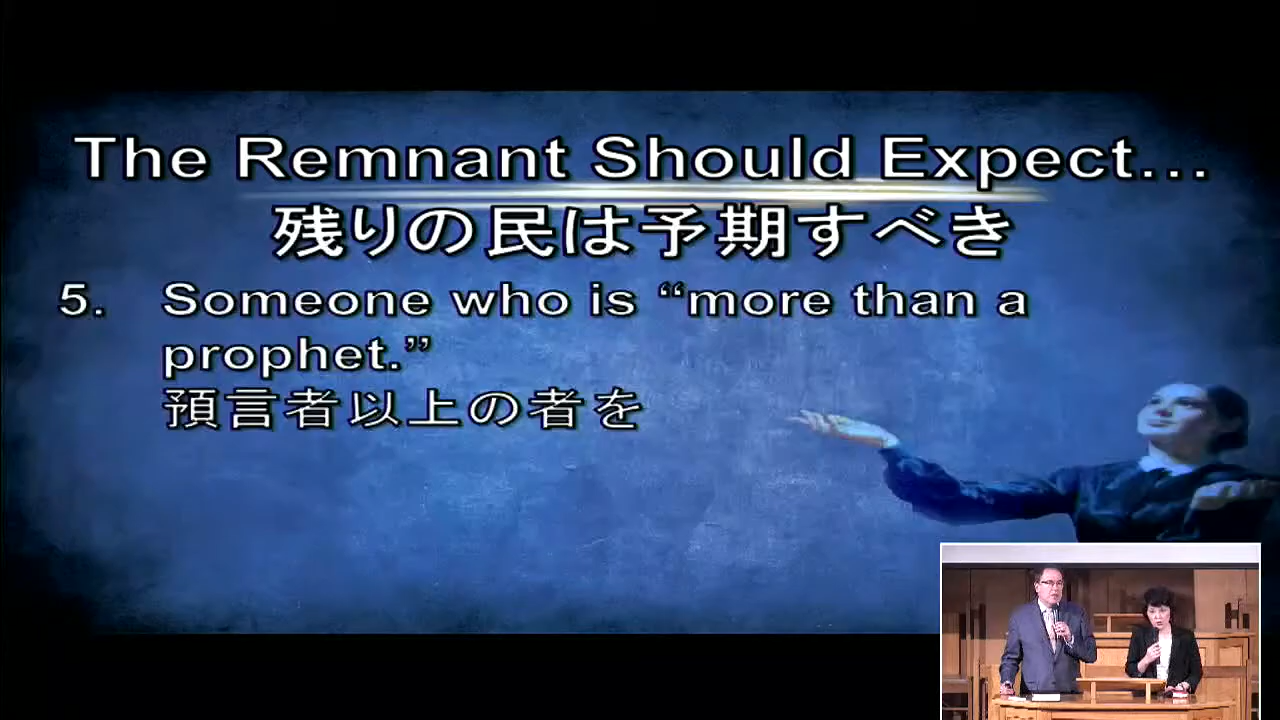 The Remnant Should Expect...
残りの民は予期すべき
5. Someone who is “more than a
prophet.”
預言者以上の者を